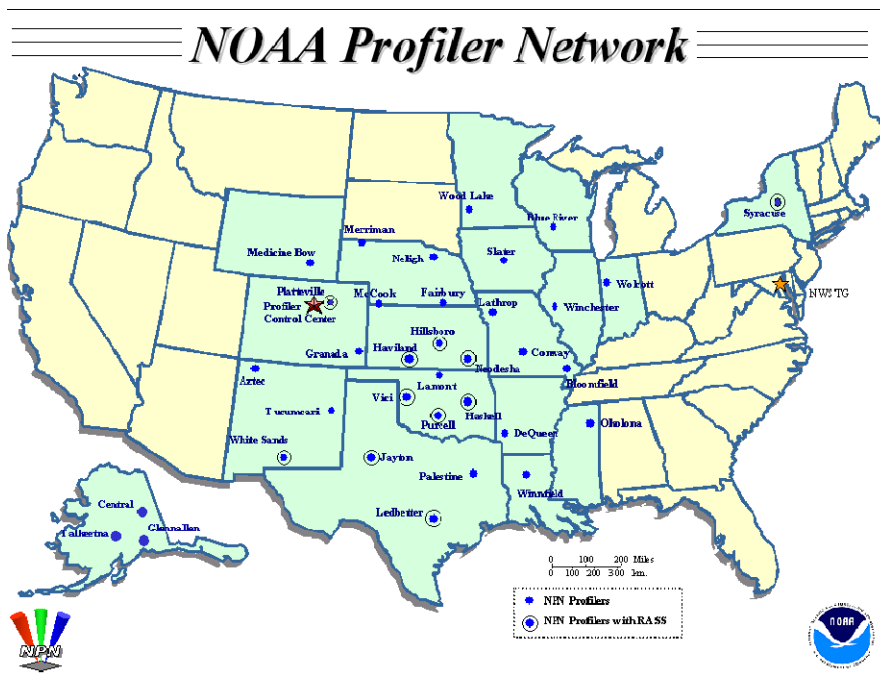 NOAA Profiler Network
Wood Lake
Blue River
Syracuse
Merriman
Medicine Bow
Neligh
Slater
Wolcott
NWSTG
Platteville
McCook
Fairbury
Lathrop
Winchester
Profiler
Control Center
Hillsboro
Granada
Haviland
Neodesha
Conway
Aztec
Lamont
Bloomfield
Tucumcari
Vici
Haskell
Purcell
DeQueen
Okolona
White Sands
Jayton
Palestine
Winnfield
Ledbetter
Central
Talkeetna
Glennallen
0 100 200 Miles
0 100 200 300 km.
NPN Profilers
NPN Profilers with RASS
NPN
NOAA